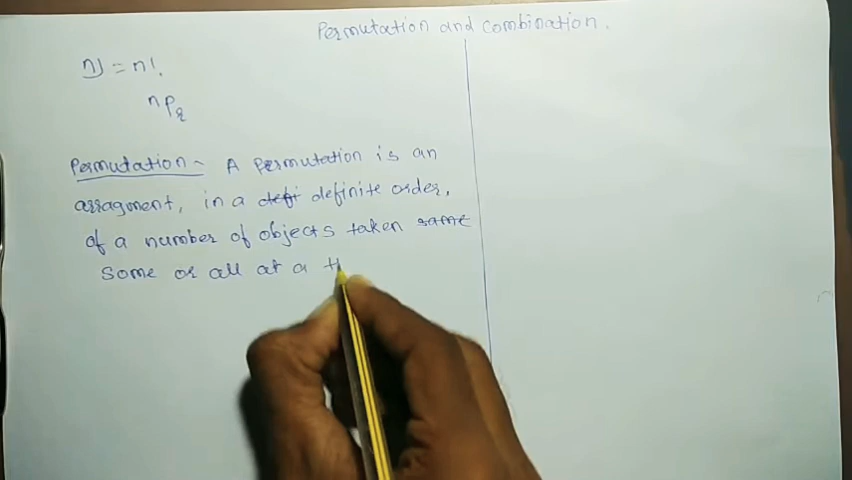 Permutation and Combination.
n! = n!.
nPr
Permutation - A Permutation is an
arragment, in a defi definite order,
of a number of objects taken same
some or all at a t